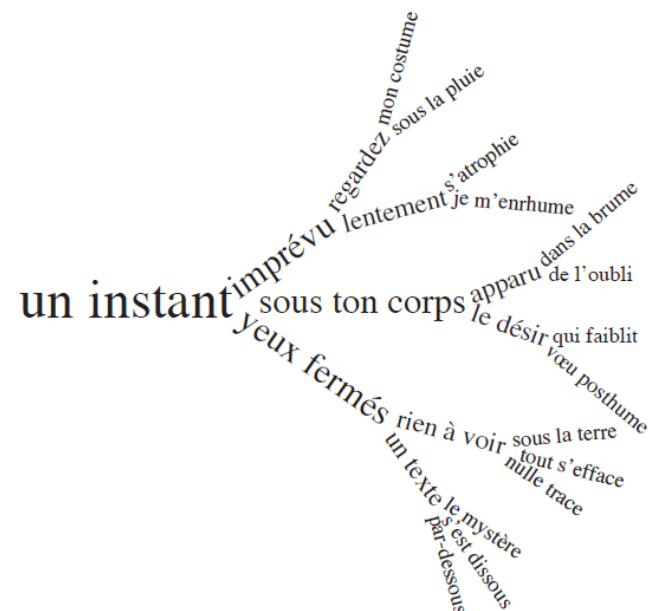 un instant
imprévu
regardez
mon costume
sous la pluie
lentement
s’atrophie
je m’enrhume
sous ton corps
apparu
dans la brume
de l’oubli
le désir
qui faiblit
vœu posthume
yeux fermés
rien à voir
sous la terre
tout s’efface
nulle trace
un texte
le mystère
s’est dissous
par-dessous